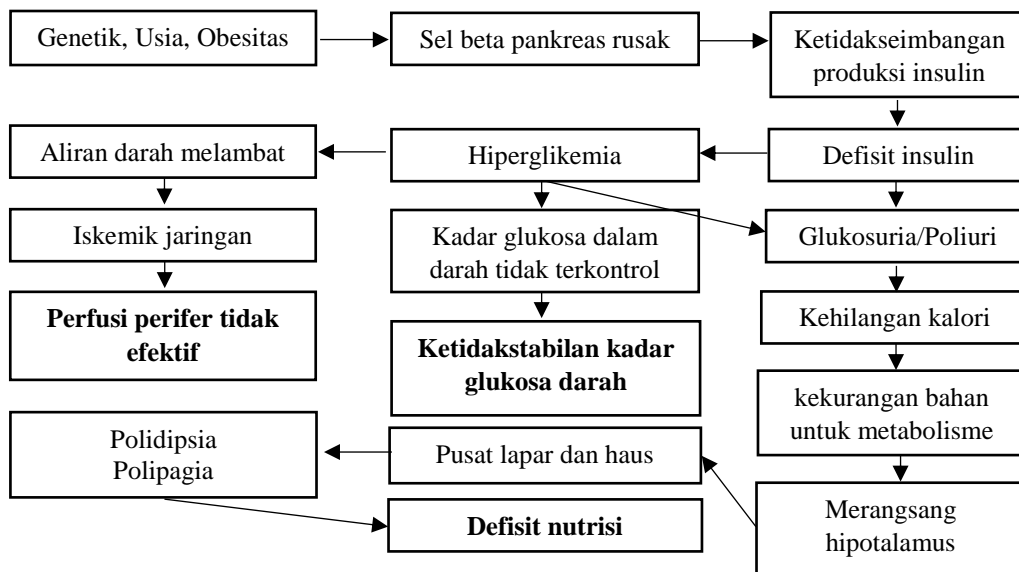 Genetik, Usia, Obesitas
Sel beta pankreas rusak
Ketidakseimbangan
produksi insulin
Aliran darah melambat
Hiperglikemia
Defisit insulin
Iskemik jaringan
Kadar glukosa dalam
darah tidak terkontrol
Glukosuria/Poliuri
Perfusi perifer tidak
efektif
Ketidakstabilan kadar
glukosa darah
Kehilangan kalori
kekurangan bahan
untuk metabolisme
Polidipsia
Polipagia
Pusat lapar dan haus
Merangsang
hipotalamus
Defisit nutrisi